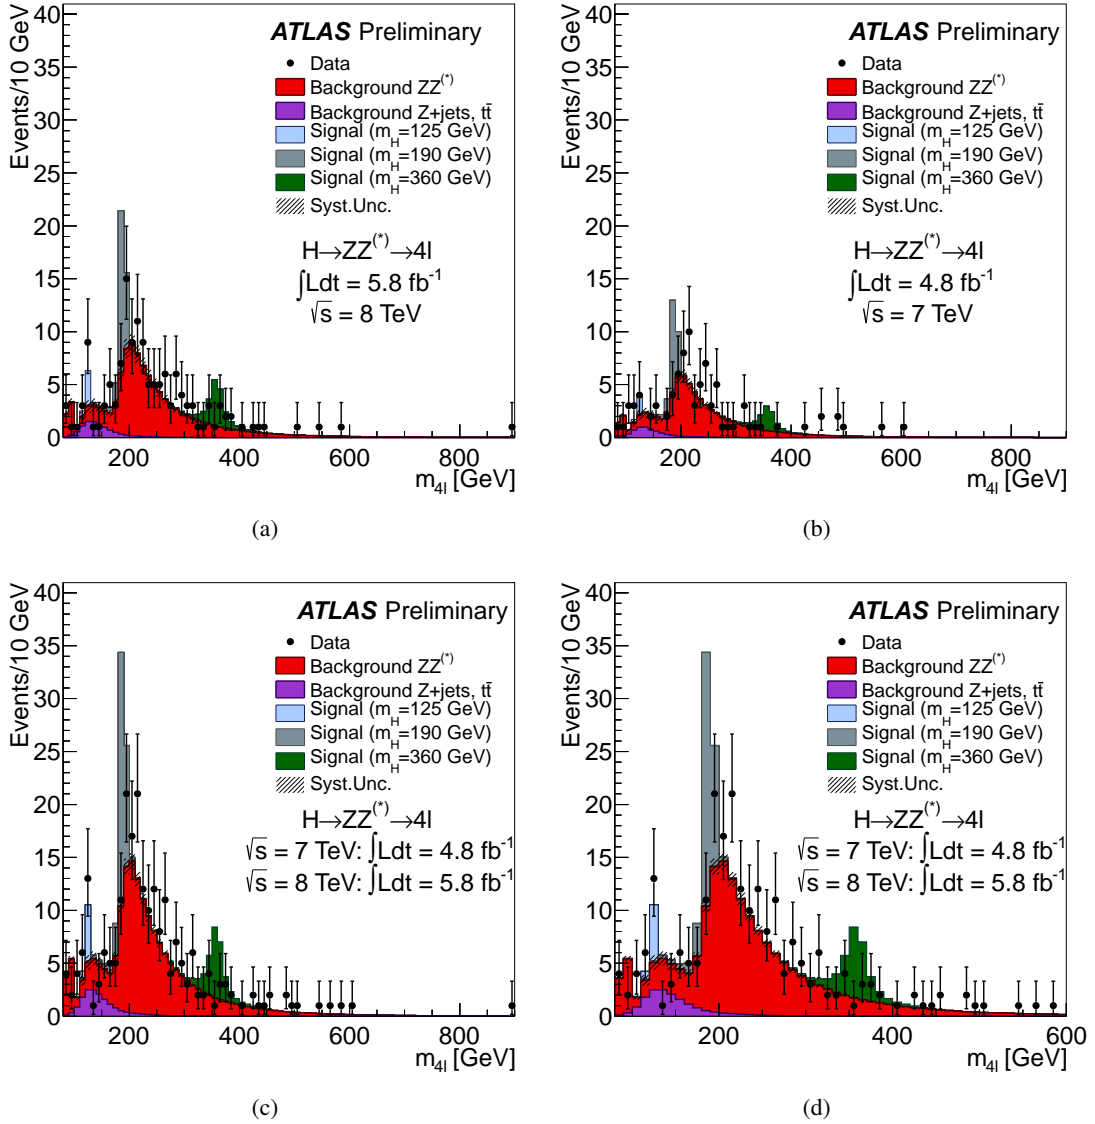 ATLAS Preliminary
Events/10 GeV
40
35
30
25
20
15
10
5
0
Data
Background ZZ(*)
Background Z+jets, tt̄
Signal (mH=125 GeV)
Signal (mH=190 GeV)
Signal (mH=360 GeV)
Syst.Unc.
H→ZZ(*)→4l
∫Ldt = 5.8 fb-1
√s = 8 TeV
200 400 600 800
m4l [GeV]
(a)
ATLAS Preliminary
Events/10 GeV
40
35
30
25
20
15
10
5
0
Data
Background ZZ(*)
Background Z+jets, tt̄
Signal (mH=125 GeV)
Signal (mH=190 GeV)
Signal (mH=360 GeV)
Syst.Unc.
H→ZZ(*)→4l
∫Ldt = 4.8 fb-1
√s = 7 TeV
200 400 600 800
m4l [GeV]
(b)
ATLAS Preliminary
Events/10 GeV
40
35
30
25
20
15
10
5
0
Data
Background ZZ(*)
Background Z+jets, tt̄
Signal (mH=125 GeV)
Signal (mH=190 GeV)
Signal (mH=360 GeV)
Syst.Unc.
H→ZZ(*)→4l
√s = 7 TeV: ∫Ldt = 4.8 fb-1
√s = 8 TeV: ∫Ldt = 5.8 fb-1
200 400 600 800
m4l [GeV]
(c)
ATLAS Preliminary
Events/10 GeV
40
35
30
25
20
15
10
5
0
Data
Background ZZ(*)
Background Z+jets, tt̄
Signal (mH=125 GeV)
Signal (mH=190 GeV)
Signal (mH=360 GeV)
Syst.Unc.
H→ZZ(*)→4l
√s = 7 TeV: ∫Ldt = 4.8 fb-1
√s = 8 TeV: ∫Ldt = 5.8 fb-1
200 300 400 500 600
m4l [GeV]
(d)